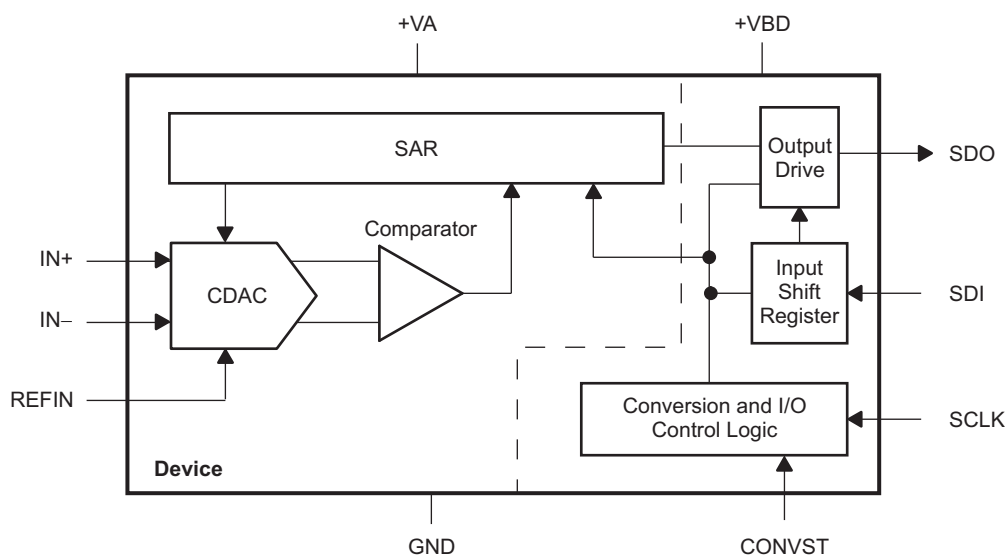 +VA
+VBD
SAR
Output
Drive
SDO
Comparator
IN+
CDAC
IN−
Input
Shift
Register
SDI
REFIN
Conversion and I/O
Control Logic
SCLK
Device
GND
CONVST